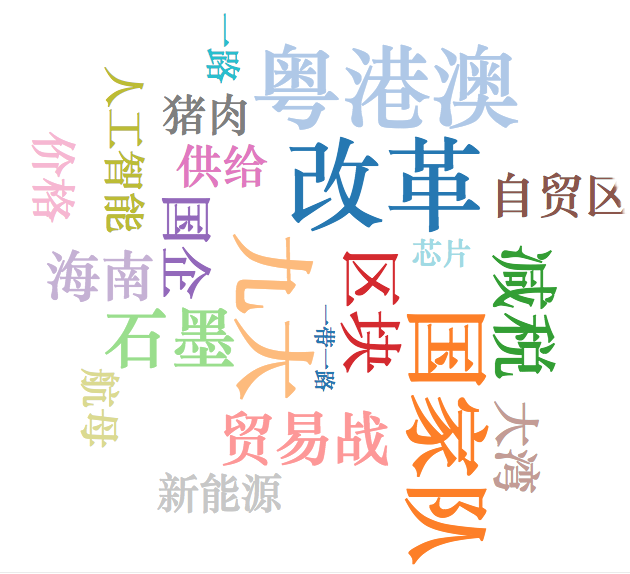 一路
粤港澳
人工智能
猪肉
价格
供给
改革
自贸区
国企
海南
九大
区块
芯片
减税
石墨
一带一路
国家队
航母
贸易战
大湾
新能源